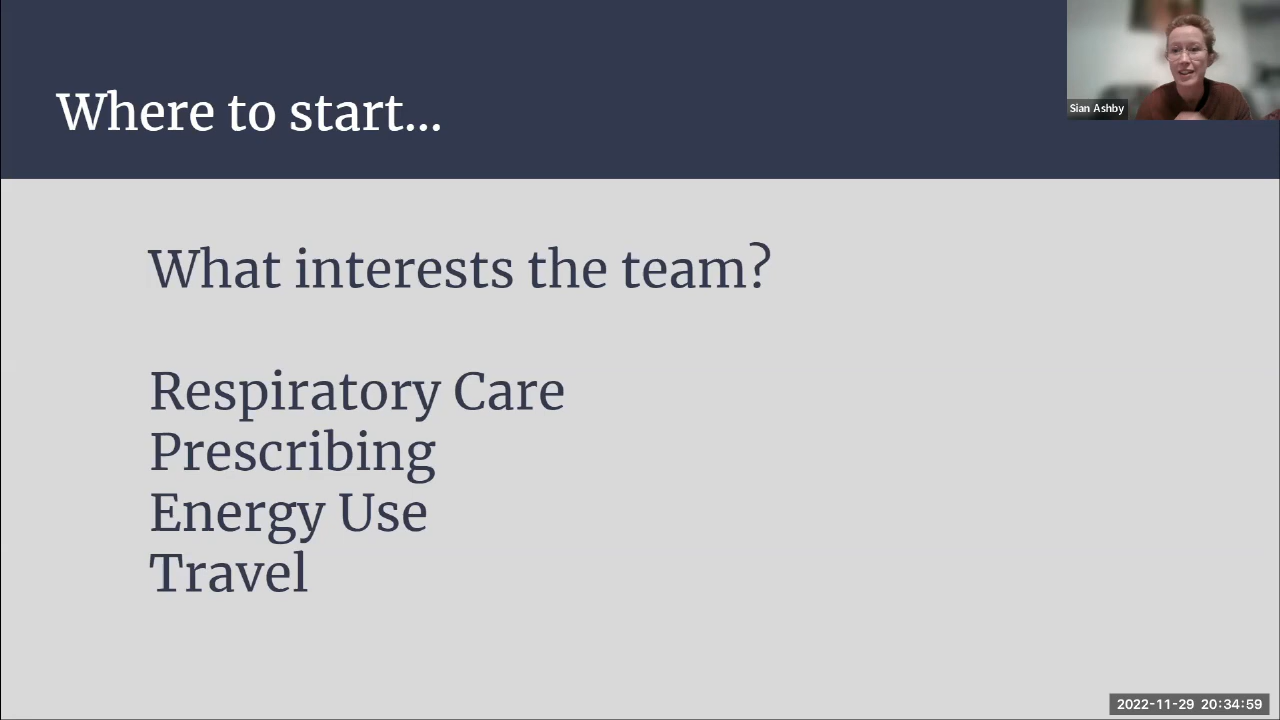 Where to start...
Sian Ashby
What interests the team?
Respiratory Care
Prescribing
Energy Use
Travel
2022-11-29 20:34:59